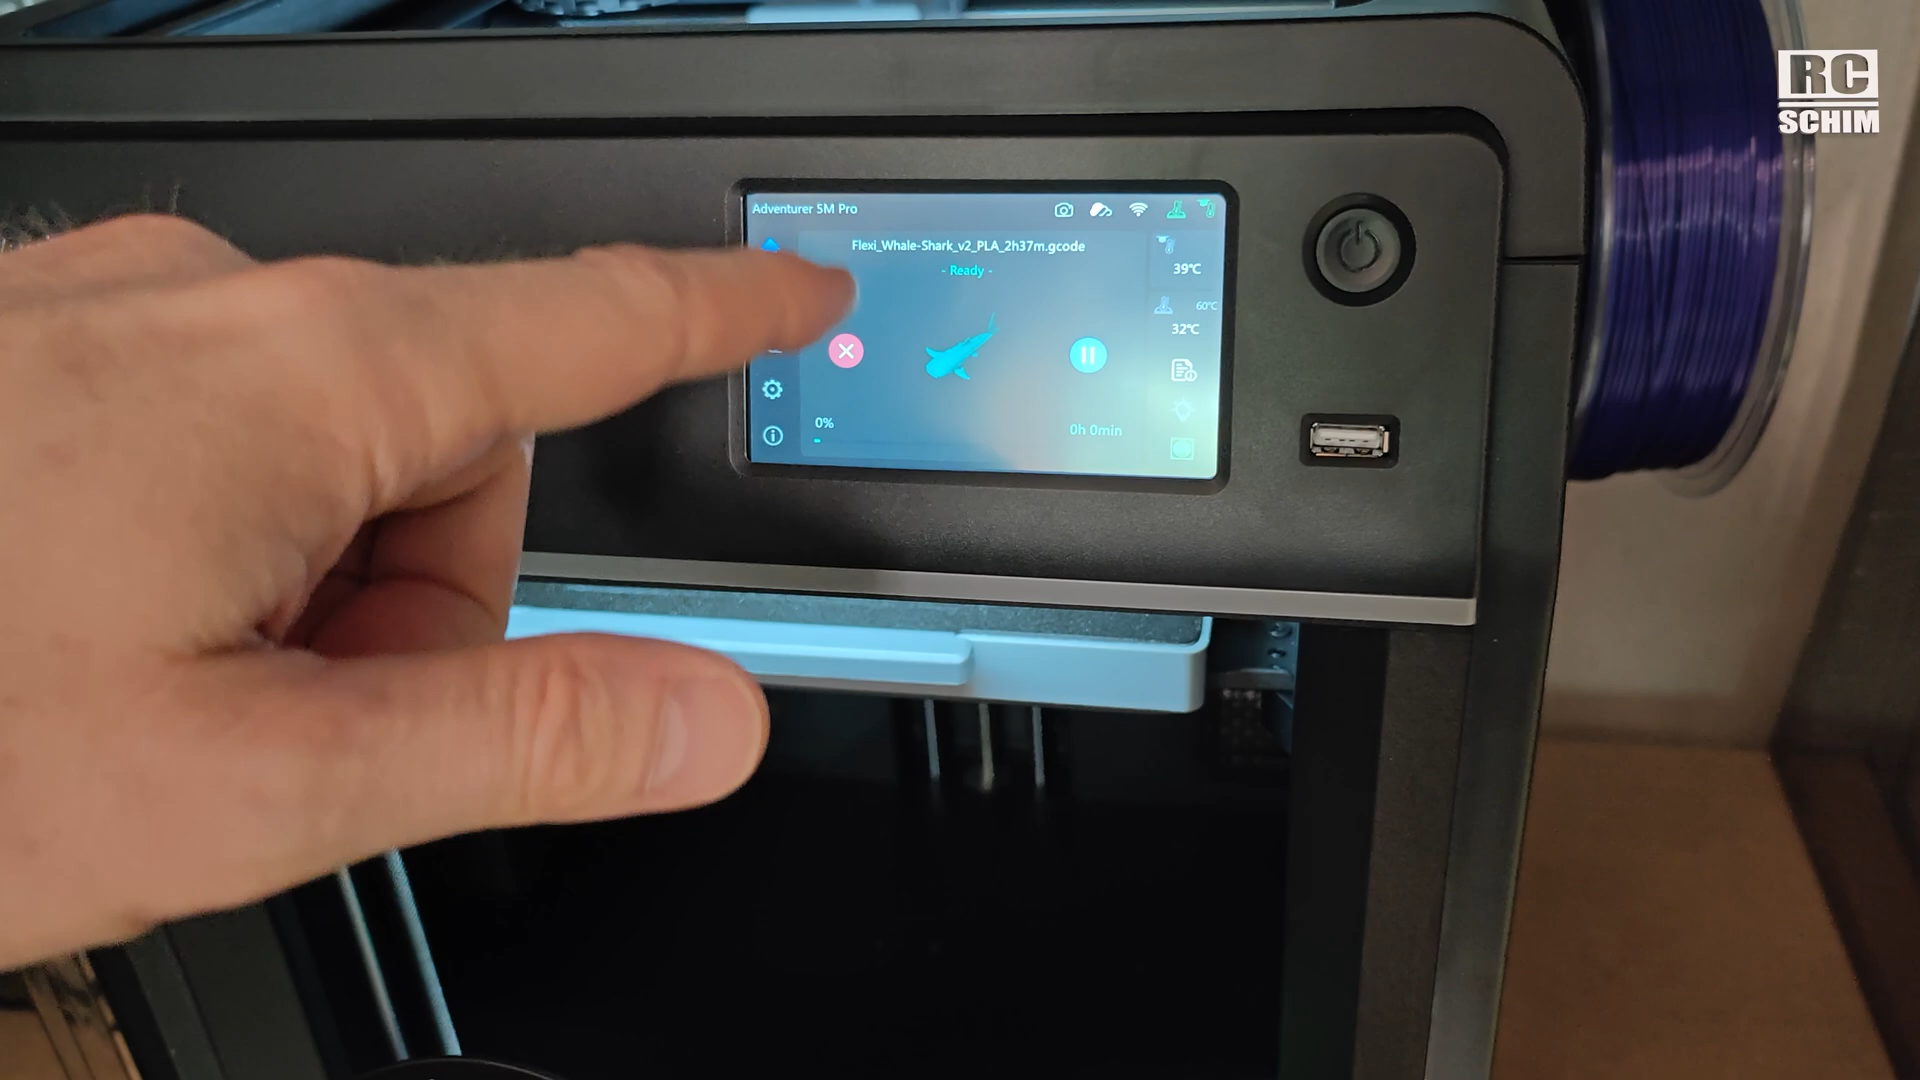 RC
SCHIM
Adventurer 5M Pro
Flexi_Whale-Shark_v2_PLA_2h37m.gcode
- Ready -
39℃
60℃
32℃
0%
0h 0min